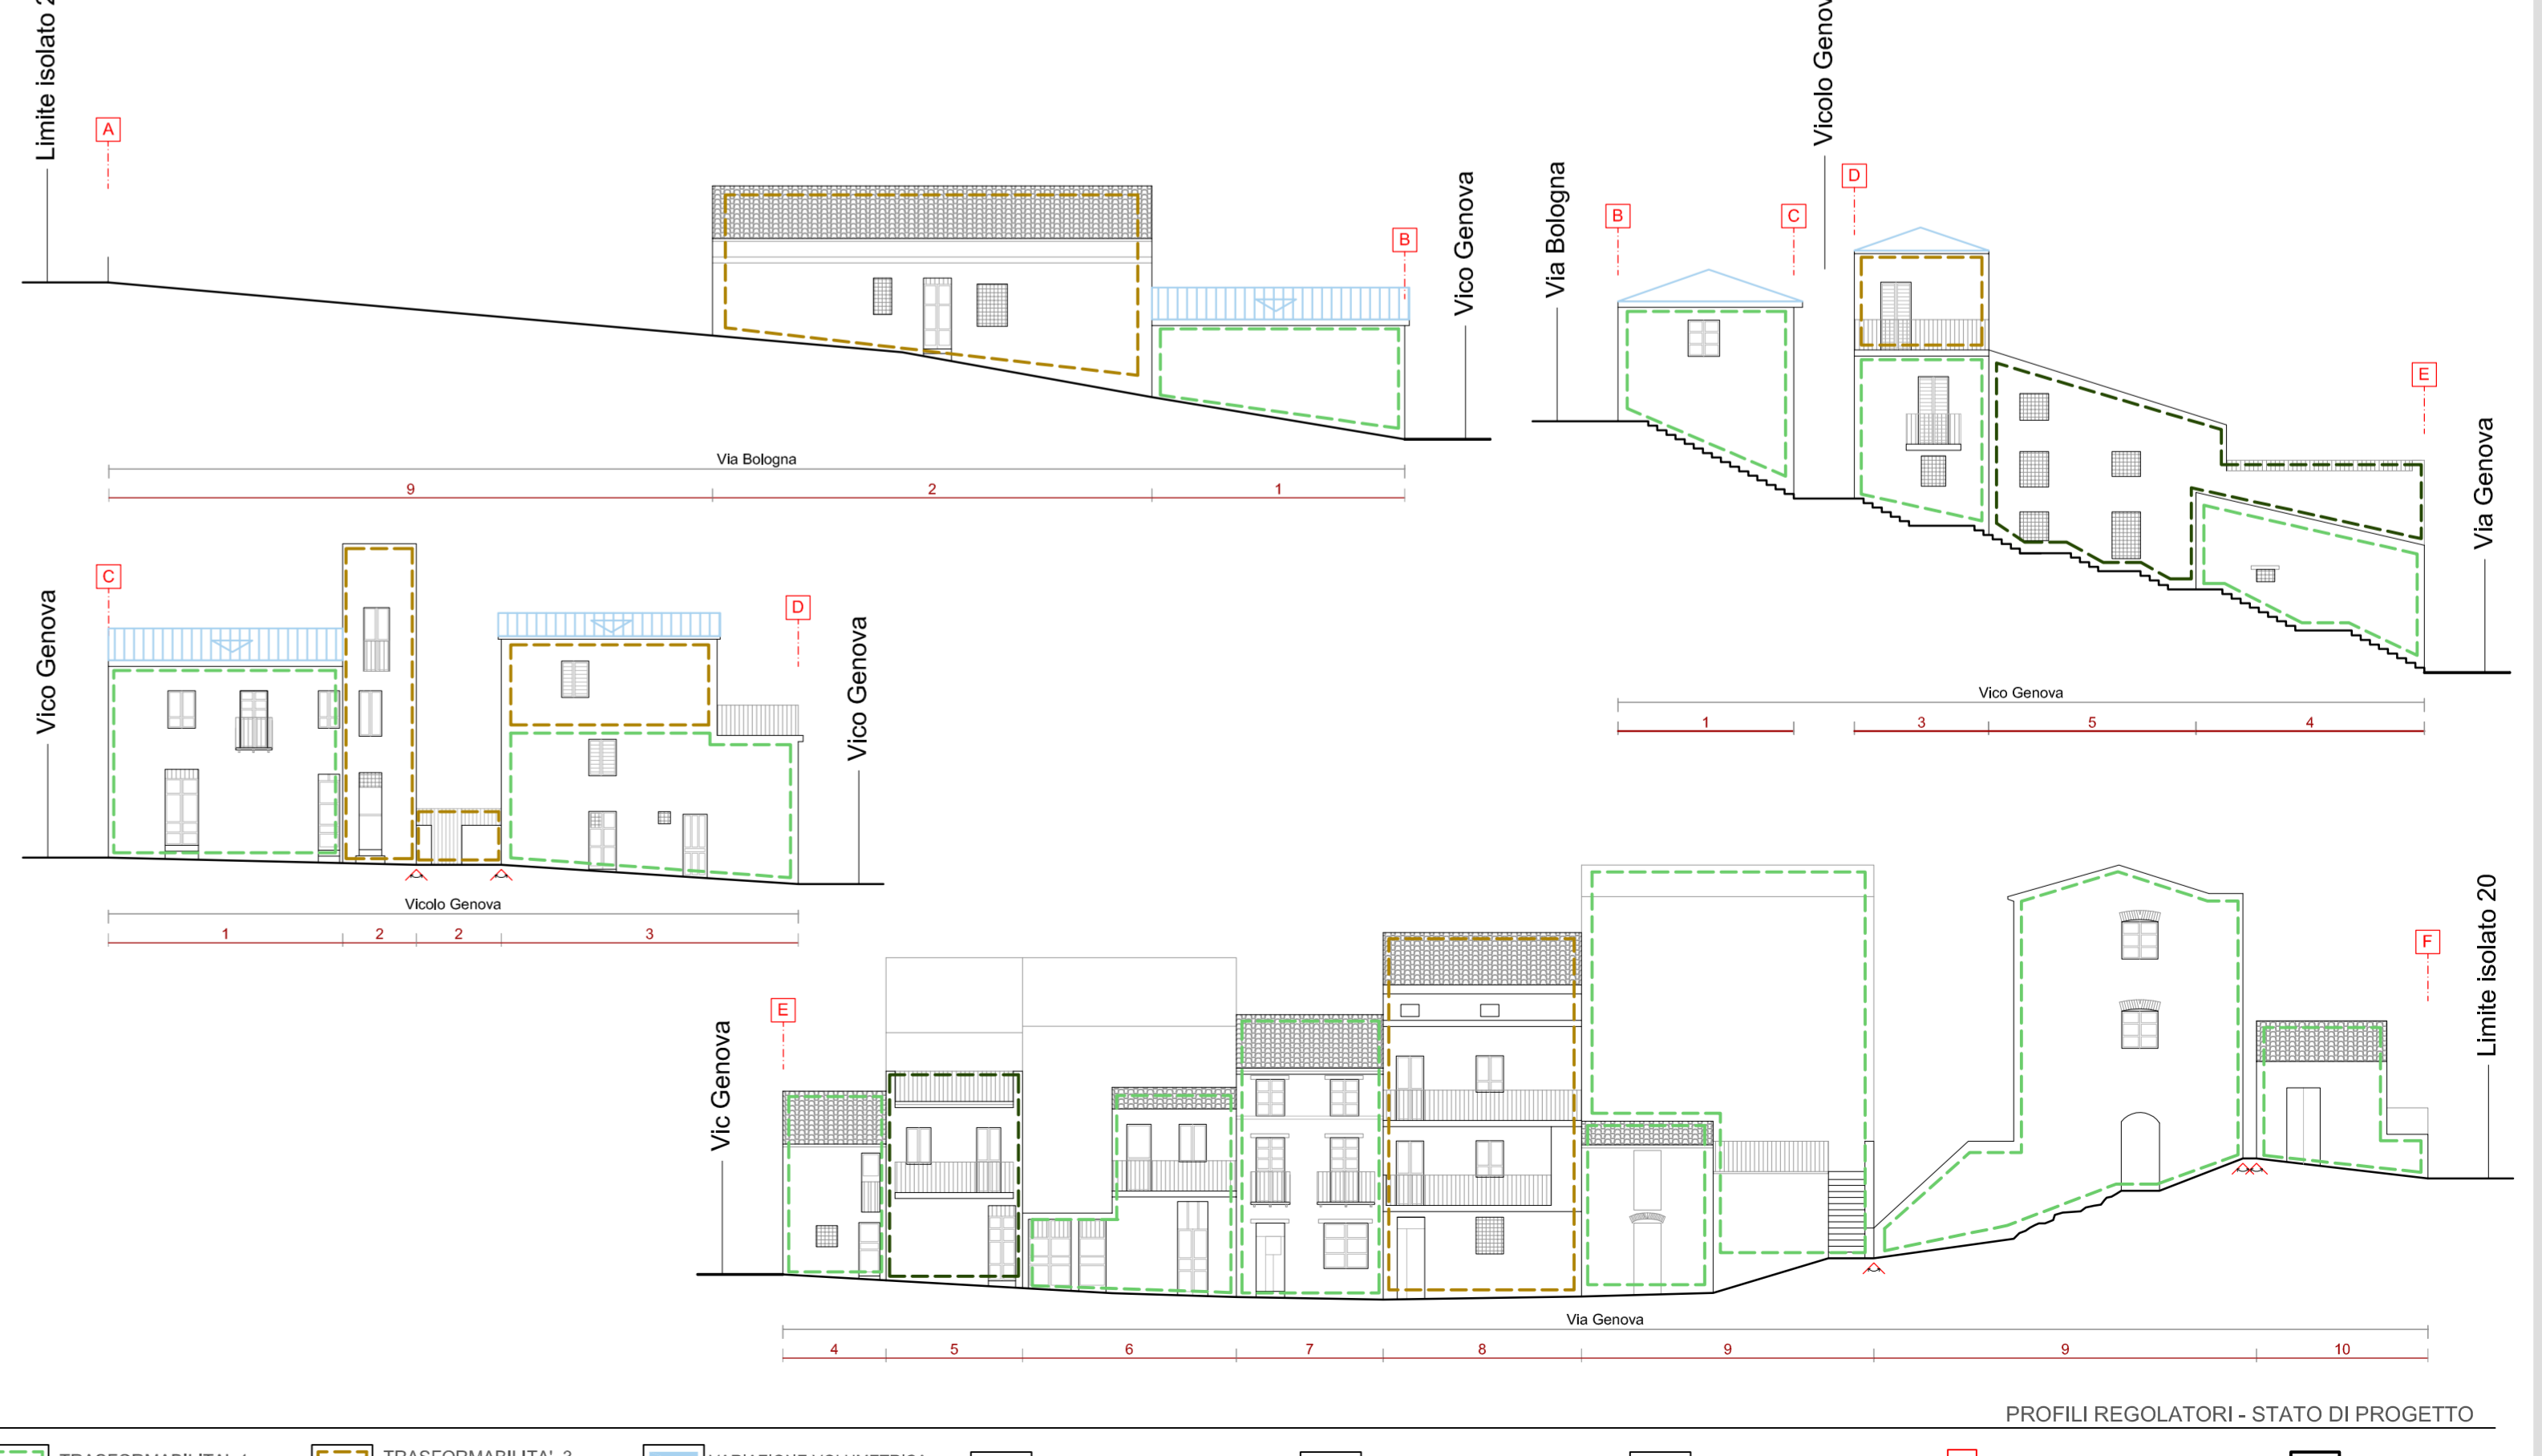 Limite isolato
A
B
Vico Genova
Via Bologna
9
2
1
Via Bologna
B
C
Vicolo
D
E
Via Genova
Vico Genova
1
3
5
4
Vico Genova
C
D
Vico Genova
Vicolo Genova
1
2
2
3
Vic Genova
E
F
Limite isolato 20
Via Genova
4
5
6
7
8
9
9
10
PROFILI REGOLATORI - STATO DI PROGETTO